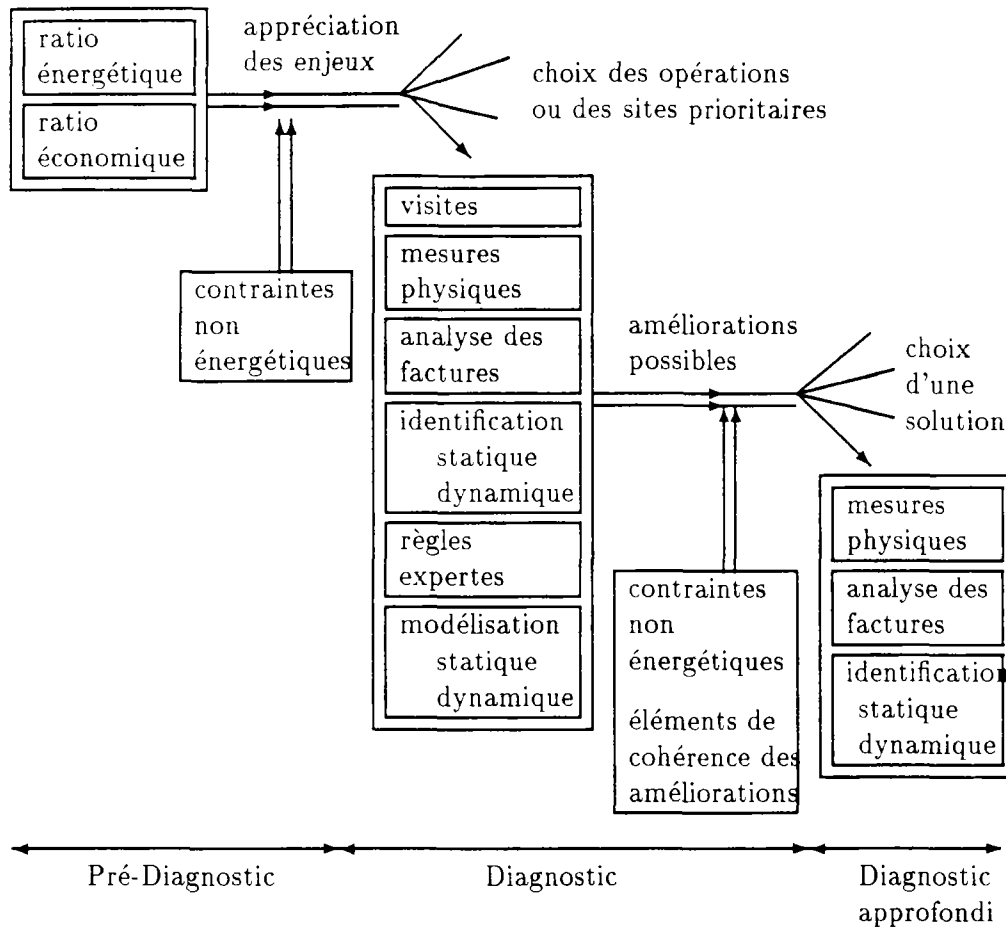 ratio
énergétique
ratio
économique
appréciation
des enjeux
choix des opérations
ou des sites prioritaires
contraintes
non
énergétiques
visites
mesures
physiques
analyse des
factures
identification
statique
dynamique
règles
expertes
modélisation
statique
dynamique
améliorations
possibles
choix
d'une
solution
contraintes
non
énergétiques
éléments de
cohérence des
améliorations
mesures
physiques
analyse des
factures
identification
statique
dynamique
Pré-Diagnostic
Diagnostic
Diagnostic
approfondi